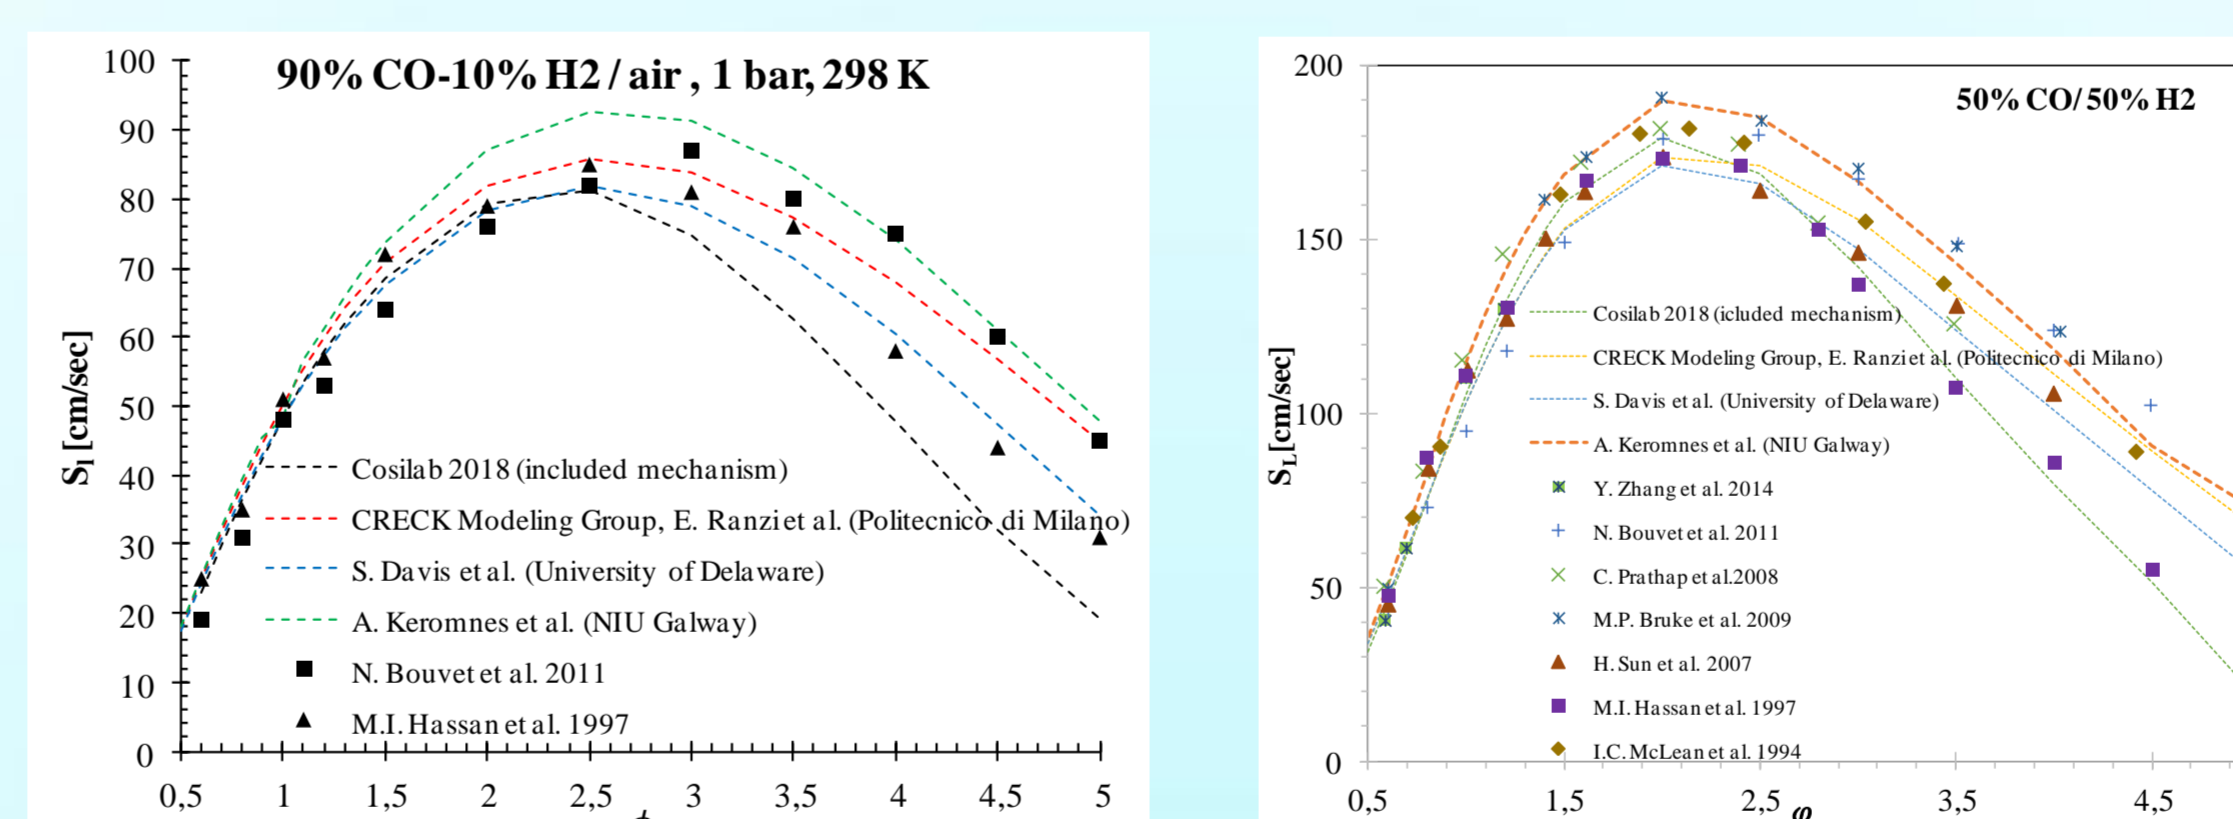 90% CO-10% H2 / air , 1 bar, 298 K
100
90
80
70
60
50
40
30
20
10
0
Sl [cm/sec]
Cosilab 2018 (included mechanism)
CRECK Modeling Group, E. Ranzi et al. (Politecnico di Milano)
S. Davis et al. (University of Delaware)
A. Keromnes et al. (NIU Galway)
N. Bouvet et al. 2011
M.I. Hassan et al. 1997
0,5 1 1,5 2 2,5 3 3,5 4 4,5 5
50% CO/ 50% H2
200
150
100
50
0
SL [cm/sec]
Cosilab 2018 (icluded mechanism)
CRECK Modeling Group, E. Ranzi et al. (Politecnico di Milano)
S. Davis et al. (University of Delaware)
A. Keromnes et al. (NIU Galway)
Y. Zhang et al. 2014
N. Bouvet et al. 2011
C. Prathap et al.2008
M.P. Bruke et al. 2009
H. Sun et al. 2007
M.I. Hassan et al. 1997
I.C. McLean et al. 1994
0,5 1,5 2,5 3,5 4,5
φ